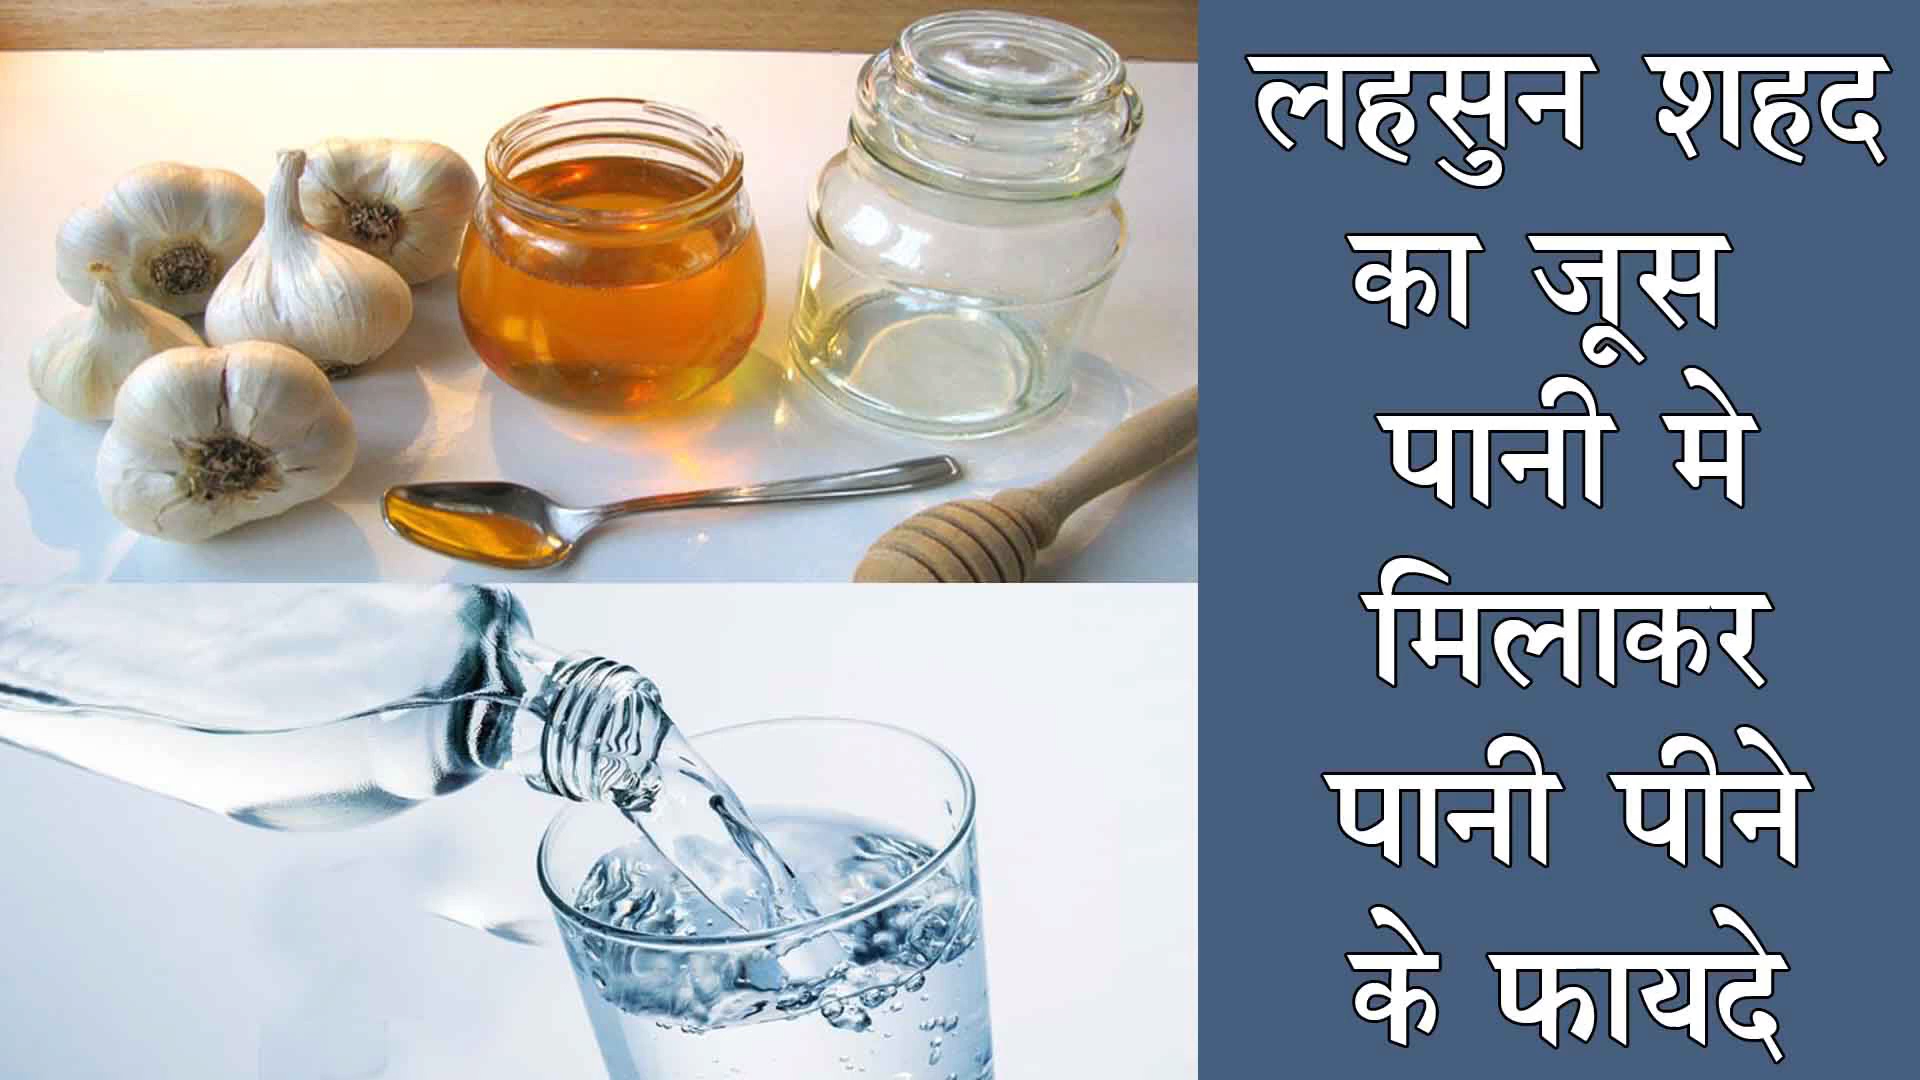 लहसुन शहद
का जूस
पानी मे
मिलाकर
पानी पीने
के फायदे